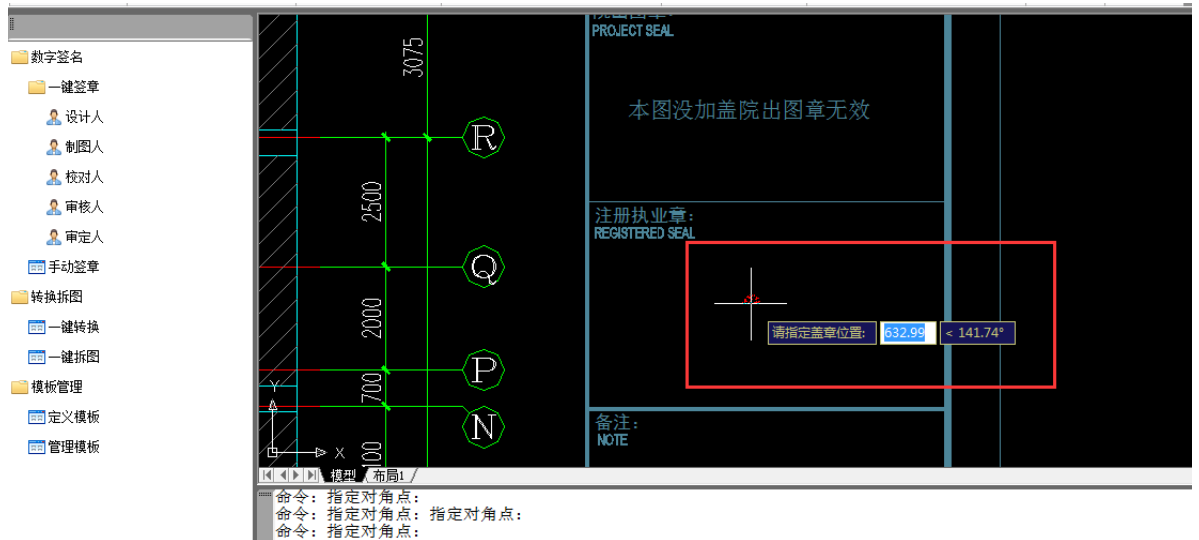 数字签名
一键签章
设计人
制图人
校对人
审核人
审定人
手动签章
转换拆图
一键转换
一键拆图
模板管理
定义模板
管理模板
3075
R
2500
Q
2000
P
700
N
100
Y
X
院出图章:
PROJECT SEAL
本图没加盖院出图章无效
注册执业章:
REGISTERED SEAL
请指定盖章位置: 632.99 < 141.74°
备注:
NOTE
模型 布局1
命令: 指定对角点:
命令: 指定对角点: 指定对角点:
命令: 指定对角点: